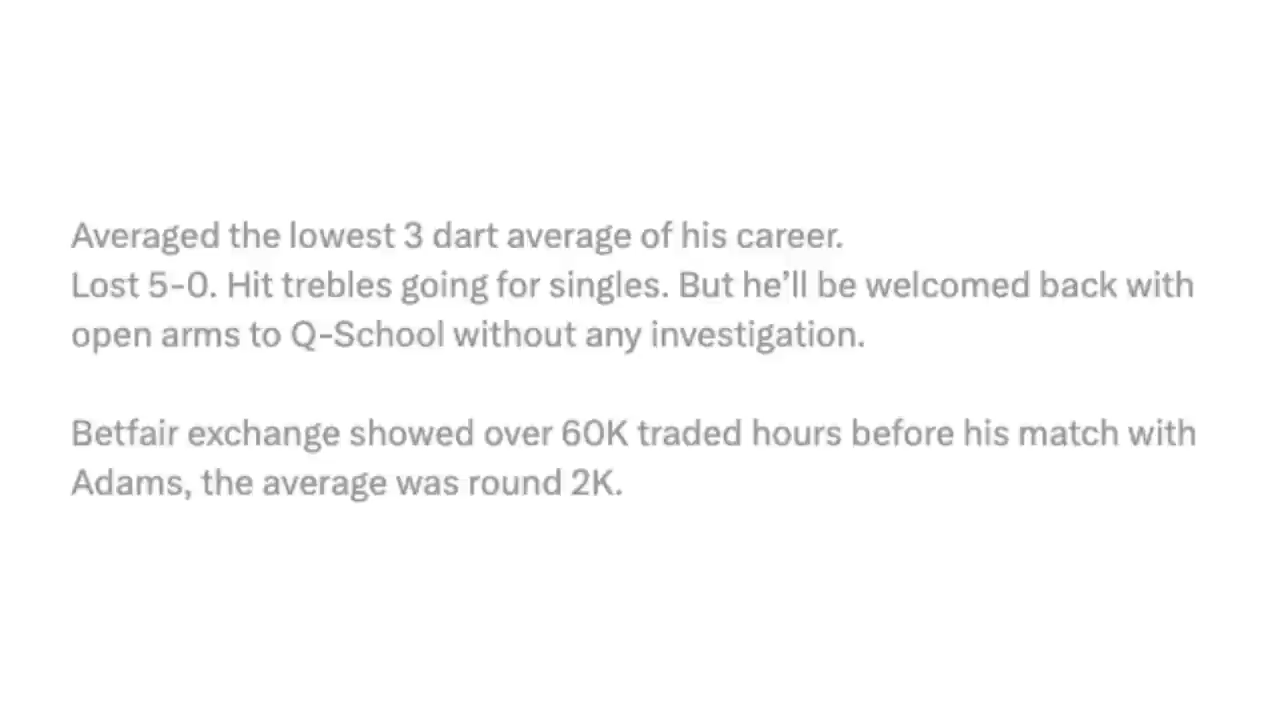 Averaged the lowest 3 dart average of his career.
Lost 5-0. Hit trebles going for singles. But he’ll be welcomed back with
open arms to Q-School without any investigation.
Betfair exchange showed over 60K traded hours before his match with
Adams, the average was round 2K.